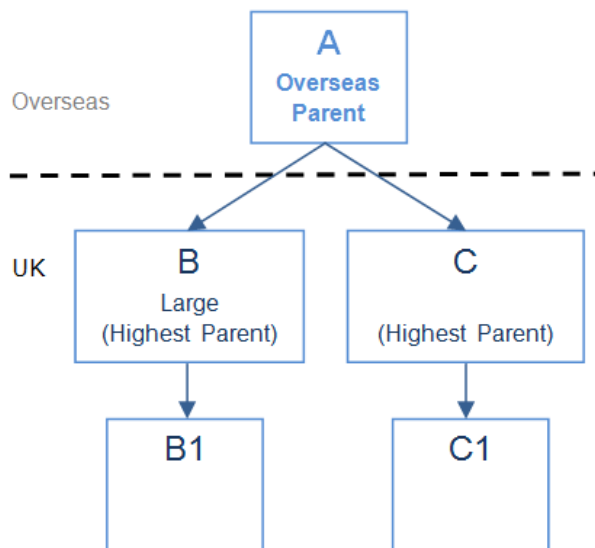 A
Overseas
Parent
Overseas
UK
B
Large
(Highest Parent)
C
(Highest Parent)
B1
C1